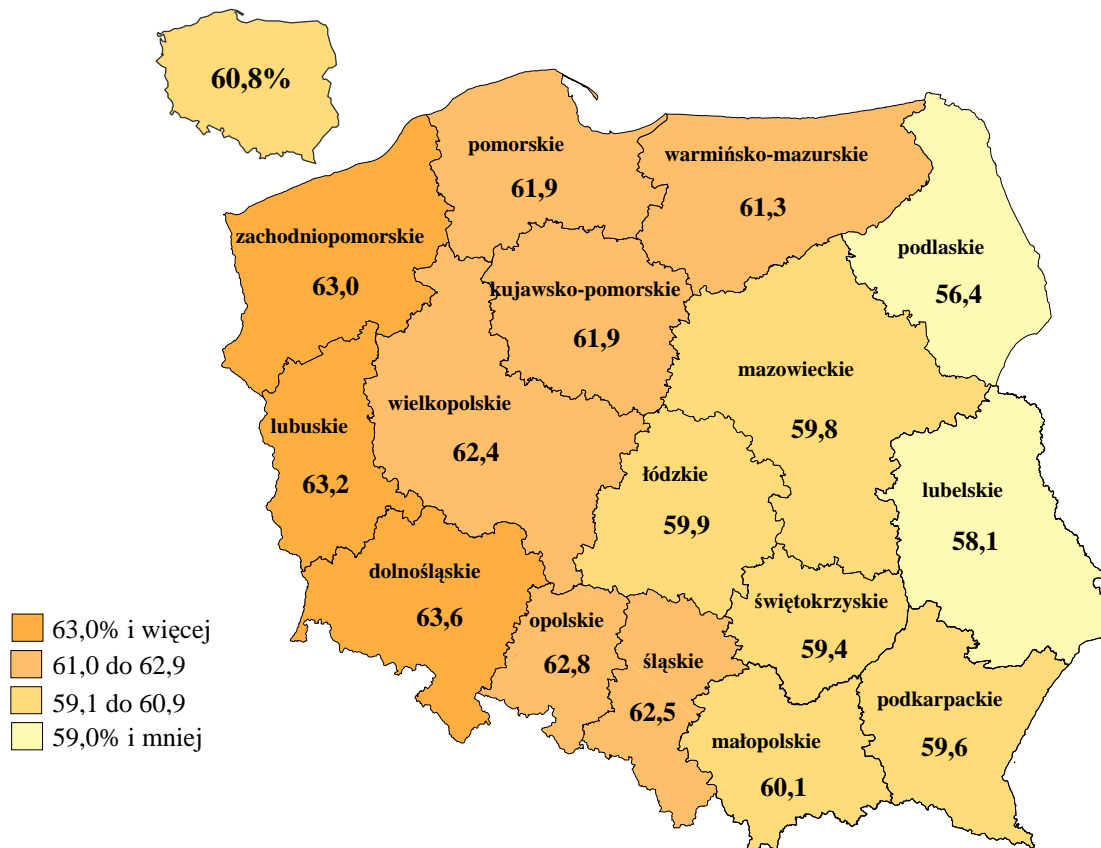 60,8%
pomorskie
61,9
warmińsko-mazurskie
61,3
zachodniopomorskie
63,0
podlaskie
56,4
kujawsko-pomorskie
61,9
mazowieckie
59,8
wielkopolskie
62,4
lubuskie
63,2
łódzkie
59,9
lubelskie
58,1
dolnośląskie
63,6
opolskie
62,8
śląskie
62,5
świętokrzyskie
59,4
podkarpackie
59,6
małopolskie
60,1
63,0% i więcej
61,0 do 62,9
59,1 do 60,9
59,0% i mniej